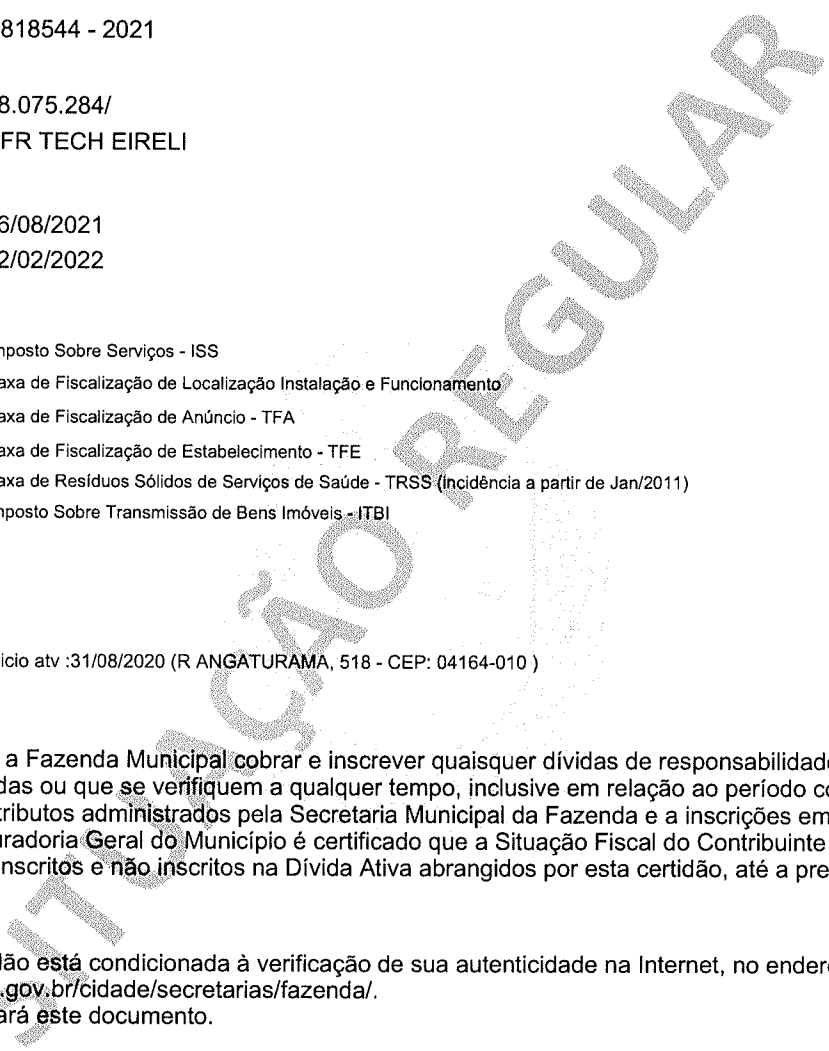 818544 - 2021
8.075.284/
FR TECH EIRELI
6/08/2021
2/02/2022
mposto Sobre Serviços - ISS
axa de Fiscalização de Localização Instalação e Funcionamento
axa de Fiscalização de Anúncio - TFA
axa de Fiscalização de Estabelecimento - TFE
axa de Resíduos Sólidos de Serviços de Saúde - TRSS (incidência a partir de Jan/2011)
mposto Sobre Transmissão de Bens Imóveis - ITBI
icio atv :31/08/2020 (R ANGATURAMA, 518 - CEP: 04164-010 )
a Fazenda Municipal cobrar e inscrever quaisquer dívidas de responsabilidade
das ou que se verifiquem a qualquer tempo, inclusive em relação ao período co
tributos administrados pela Secretaria Municipal da Fazenda e a inscrições em
uradoria Geral do Município é certificado que a Situação Fiscal do Contribuinte
inscritos e não inscritos na Dívida Ativa abrangidos por esta certidão, até a pre
dão está condicionada à verificação de sua autenticidade na Internet, no endere
.gov.br/cidade/secretarias/fazenda/.
ará este documento.
SITUAÇÃO REGULAR